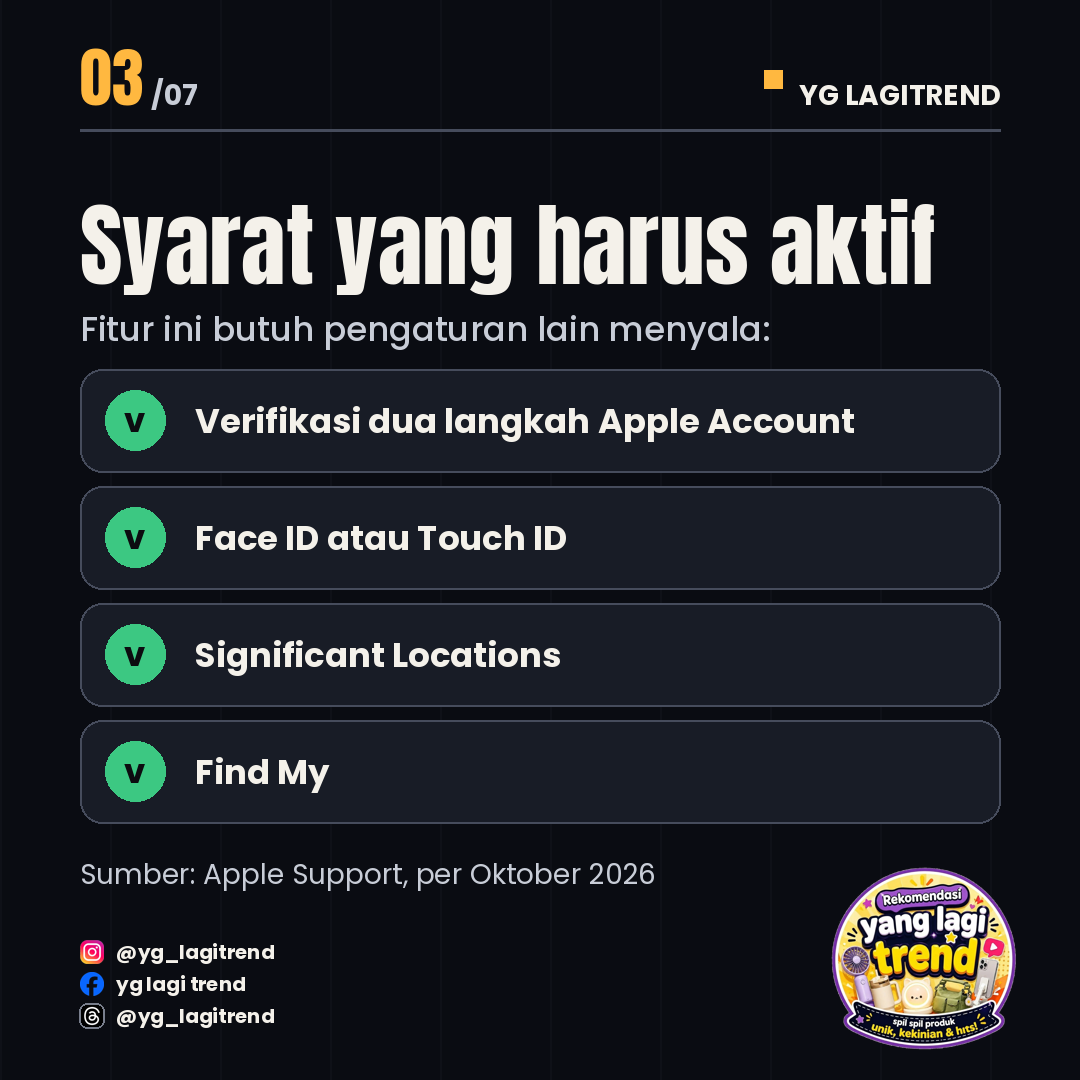 03 /07
YG LAGITREND
Syarat yang harus aktif
Fitur ini butuh pengaturan lain menyala:
v Verifikasi dua langkah Apple Account
v Face ID atau Touch ID
v Significant Locations
v Find My
Sumber: Apple Support, per Oktober 2026
@yg_lagitrend
yg lagi trend
@yg_lagitrend
Rekomendasi
yang lagi
trend
spil spil produk
unik, kekinian & hits!